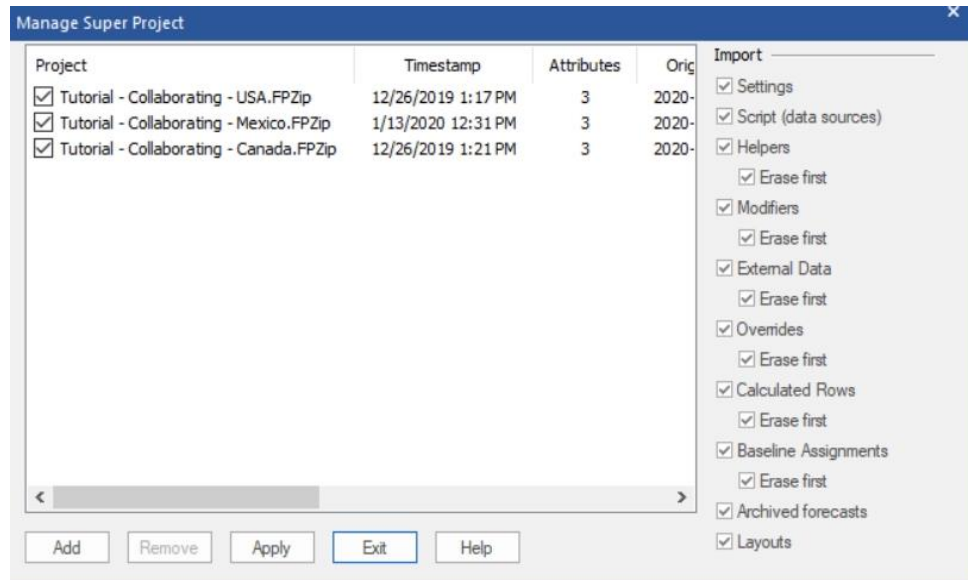 Manage Super Project
Project Timestamp Attributes Orig
Tutorial - Collaborating - USA.FPZip 12/26/2019 1:17 PM 3 2020-
Tutorial - Collaborating - Mexico.FPZip 1/13/2020 12:31 PM 3 2020-
Tutorial - Collaborating - Canada.FPZip 12/26/2019 1:21 PM 3 2020-
Add Remove Apply Exit Help
Import
Settings
Script (data sources)
Helpers
Erase first
Modifiers
Erase first
External Data
Erase first
Overrides
Erase first
Calculated Rows
Erase first
Baseline Assignments
Erase first
Archived forecasts
Layouts